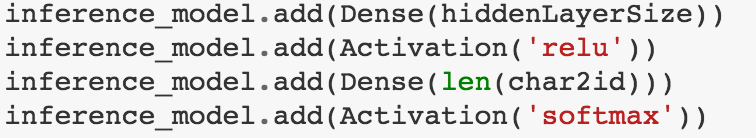 inference_model.add(Dense(hiddenLayerSize))
inference_model.add(Activation('relu'))
inference_model.add(Dense(len(char2id)))
inference_model.add(Activation('softmax'))